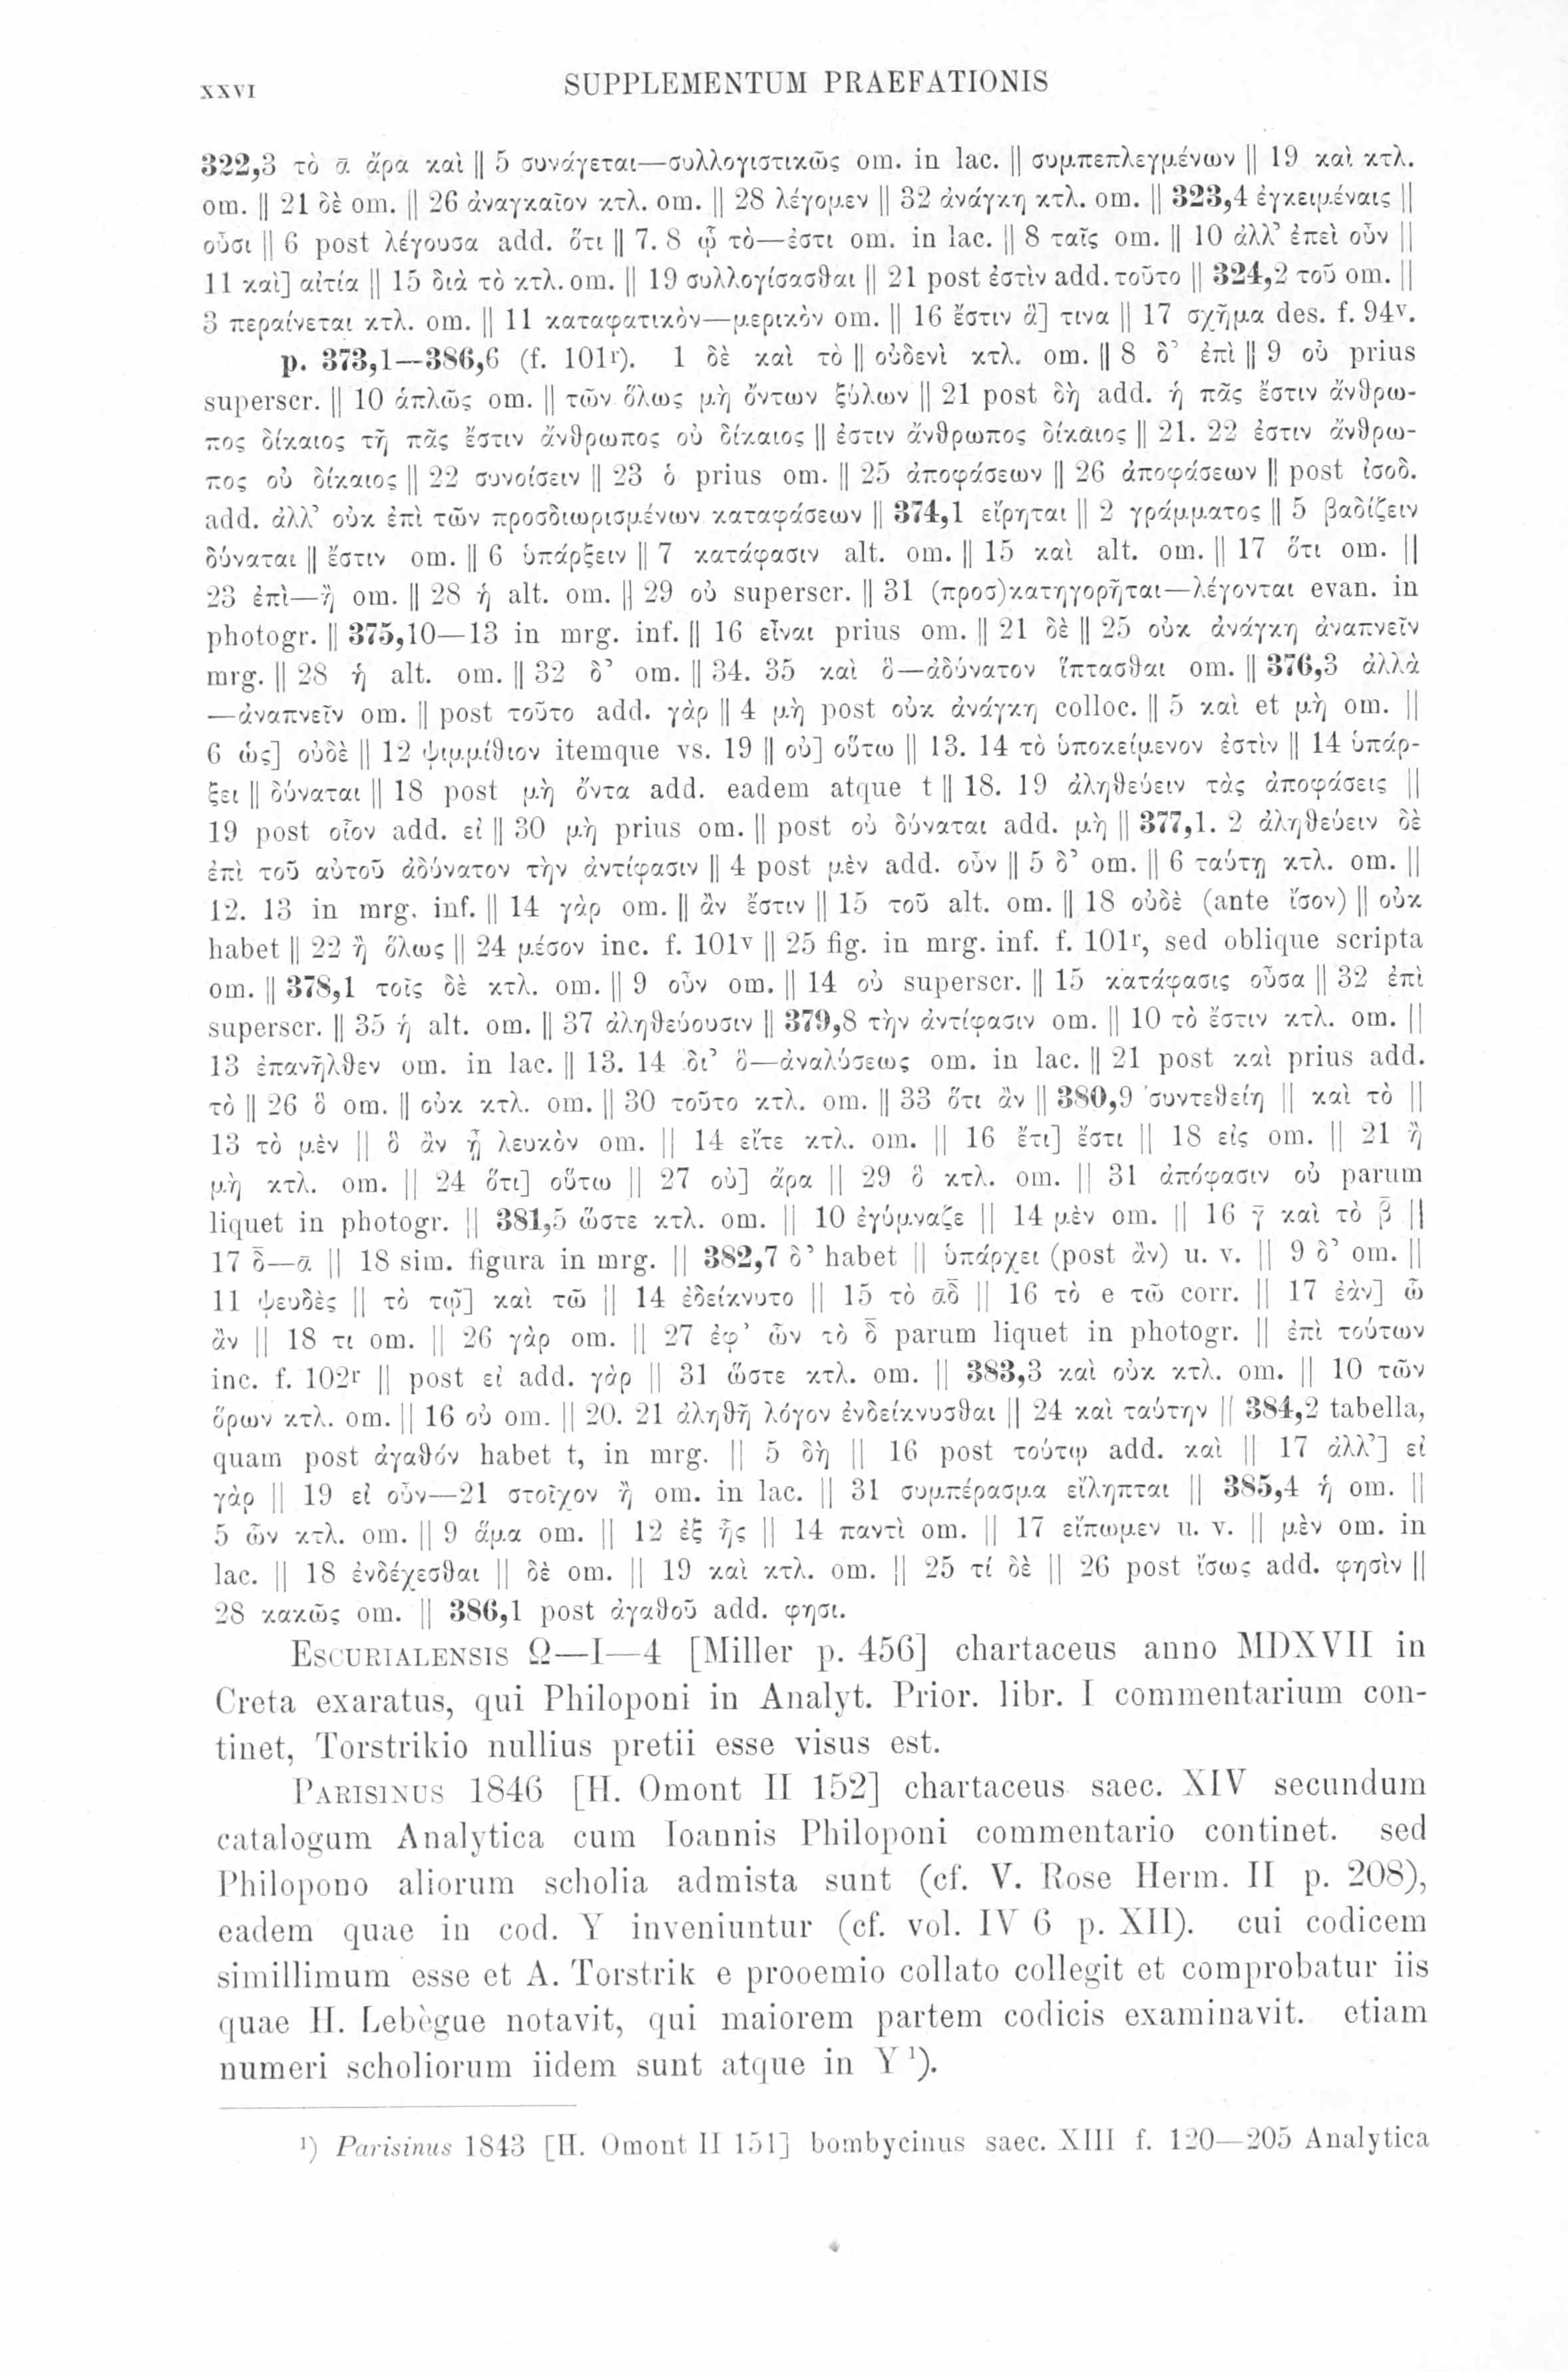 XXVI SUPPLEMENTUM PRAEFATIONIS
322,3 τὸ ᾱ ἄρα καὶ || 5 συνάγεται—συλλογιστικῶς om. in lac. || συμπεπλεγμένων || 19 καὶ κτλ.
om. || 21 δὲ om. || 26 ἀναγκαῖον κτλ. om. || 28 λέγομεν || 32 ἀνάγκη κτλ. om. || 323,4 ἐγκειμέναις ||
οὖσι || 6 post λέγουσα add. ὅτι || 7. 8 ᾧ τὸ—ἐστι om. in lac. || 8 ταῖς om. || 10 ἀλλ’ ἐπεὶ οὖν ||
11 καὶ] αἰτία || 15 διὰ τὸ κτλ. om. || 19 συλλογίσασθαι || 21 post ἐστὶν add. τοῦτο || 324,2 τοῦ om. ||
3 περαίνεται κτλ. om. || 11 καταφατικὸν—μερικὸν om. || 16 ἔστιν ἃ] τινα || 17 σχῆμα des. f. 94v.
p. 373,1—386,6 (f. 101r). 1 δὲ καὶ τὸ || οὐδενὶ κτλ. om. || 8 δ’ ἐπὶ || 9 οὐ prius
superscr. || 10 ἁπλῶς om. || τῶν ὅλως μὴ ὄντων ξύλων || 21 post δὴ add. ἡ πᾶς ἔστιν ἄνθρω-
πος δίκαιος τῇ πᾶς ἔστιν ἄνθρωπος οὐ δίκαιος || ἐστιν ἄνθρωπος δίκαιος || 21. 22 ἐστιν ἄνθρω-
πος οὐ δίκαιος || 22 συνοίσειν || 23 ὁ prius om. || 25 ἀποφάσεων || 26 ἀποφάσεων || post ἰσοδ.
add. ἀλλ’ οὐκ ἐπὶ τῶν προσδιωρισμένων καταφάσεων || 374,1 εἴρηται || 2 γράμματος || 5 βαδίζειν
δύναται || ἔστιν om. || 6 ὑπάρξειν || 7 κατάφασιν alt. om. || 15 καὶ alt. om. || 17 ὅτι om. ||
23 ἐπὶ—ἢ om. || 28 ἡ alt. om. || 29 οὐ superscr. || 31 (προσ)κατηγορῆται—λέγονται evan. in
photogr. || 375,10—13 in mrg. inf. || 16 εἶναι prius om. || 21 δὲ || 25 οὐκ ἀνάγκη ἀναπνεῖν
mrg. || 28 ἡ alt. om. || 32 δ’ om. || 34. 35 καὶ ὃ—ἀδύνατον ἵπτασθαι om. || 376,3 ἀλλὰ
—ἀναπνεῖν om. || post τοῦτο add. γὰρ || 4 μὴ post οὐκ ἀνάγκη colloc. || 5 καὶ et μὴ om. ||
6 ὡς] οὐδὲ || 12 ψιμμίθιον itemque vs. 19 || οὐ] οὕτω || 13. 14 τὸ ὑποκείμενον ἐστὶν || 14 ὑπάρ-
ξει || δύναται || 18 post μὴ ὄντα add. eadem atque t || 18. 19 ἀληθεύειν τὰς ἀποφάσεις ||
19 post οἷον add. εἰ || 30 μὴ prius om. || post οὐ δύναται add. μὴ || 377,1. 2 ἀληθεύειν δὲ
ἐπὶ τοῦ αὐτοῦ ἀδύνατον τὴν ἀντίφασιν || 4 post μὲν add. οὖν || 5 δ’ om. || 6 ταύτῃ κτλ. om. ||
12. 13 in mrg. inf. || 14 γὰρ om. || ἂν ἔστιν || 15 τοῦ alt. om. || 18 οὐδὲ (ante ἴσον) || οὐκ
habet || 22 ἢ ὅλως || 24 μέσον inc. f. 101v || 25 fig. in mrg. inf. f. 101r, sed oblique scripta
om. || 378,1 τοῖς δὲ κτλ. om. || 9 οὖν om. || 14 οὐ superscr. || 15 κατάφασις οὖσα || 32 ἐπὶ
superscr. || 35 ἡ alt. om. || 37 ἀληθεύουσιν || 379,8 τὴν ἀντίφασιν om. || 10 τὸ ἔστιν κτλ. om. ||
13 ἐπανῆλθεν om. in lac. || 13. 14 δι’ ὃ—ἀναλύσεως om. in lac. || 21 post καὶ prius add.
τὸ || 26 ὃ om. || οὐκ κτλ. om. || 30 τοῦτο κτλ. om. || 33 ὅτι ἂν || 380,9 συντεθείη || καὶ τὸ ||
13 τὸ μὲν || ὃ ἂν ᾖ λευκὸν om. || 14 εἴτε κτλ. om. || 16 ἔτι] ἔστι || 18 εἰς om. || 21 ἢ
μὴ κτλ. om. || 24 ὅτι] οὕτω || 27 οὐ] ἄρα || 29 ὃ κτλ. om. || 31 ἀπόφασιν οὐ parum
liquet in photogr. || 381,5 ὥστε κτλ. om. || 10 ἐγύμναζε || 14 μὲν om. || 16 γ̄ καὶ τὸ β̄ ||
17 δ̄—ᾱ || 18 sim. figura in mrg. || 382,7 δ’ habet || ὑπάρχει (post ἂν) u. v. || 9 δ’ om. ||
11 ψευδὲς || τὸ τῷ] καὶ τῶ || 14 ἐδείκνυτο || 15 τὸ ᾱδ̄ || 16 τὸ e τῶ corr. || 17 ἐὰν] ὧ
ἂν || 18 τι om. || 26 γὰρ om. || 27 ἐφ’ ὧν τὸ δ̄ parum liquet in photogr. || ἐπὶ τούτων
inc. f. 102r || post εἰ add. γὰρ || 31 ὥστε κτλ. om. || 383,3 καὶ οὐκ κτλ. om. || 10 τῶν
ὅρων κτλ. om. || 16 οὐ om. || 20. 21 ἀληθῆ λόγον ἐνδείκνυσθαι || 24 καὶ ταύτην || 384,2 tabella,
quam post ἀγαθόν habet t, in mrg. || 5 δὴ || 16 post τούτῳ add. καὶ || 17 ἀλλ’] εἰ
γὰρ || 19 εἰ οὖν—21 στοῖχον ἢ om. in lac. || 31 συμπέρασμα εἴληπται || 385,4 ἡ om. ||
5 ὧν κτλ. om. || 9 ἅμα om. || 12 ἐξ ἧς || 14 παντὶ om. || 17 εἴπωμεν u. v. || μὲν om. in
lac. || 18 ἐνδέχεσθαι || δὲ om. || 19 καὶ κτλ. om. || 25 τί δὲ || 26 post ἴσως add. φησὶν ||
28 κακῶς om. || 386,1 post ἀγαθοῦ add. φησι.
ESCURIALENSIS Ω—I—4 [Miller p. 456] chartaceus anno MDXVII in
Creta exaratus, qui Philoponi in Analyt. Prior. libr. I commentarium con-
tinet, Torstrikio nullius pretii esse visus est.
PARISINUS 1846 [H. Omont II 152] chartaceus saec. XIV secundum
catalogum Analytica cum Ioannis Philoponi commentario continet. sed
Philopono aliorum scholia admista sunt (cf. V. Rose Herm. II p. 208),
eadem quae in cod. Y inveniuntur (cf. vol. IV 6 p. XII). cui codicem
simillimum esse et A. Torstrik e prooemio collato collegit et comprobatur iis
quae H. Lebègue notavit, qui maiorem partem codicis examinavit. etiam
numeri scholiorum iidem sunt atque in Y ¹).
¹) Parisinus 1843 [H. Omont II 151] bombycinus saec. XIII f. 120—205 Analytica